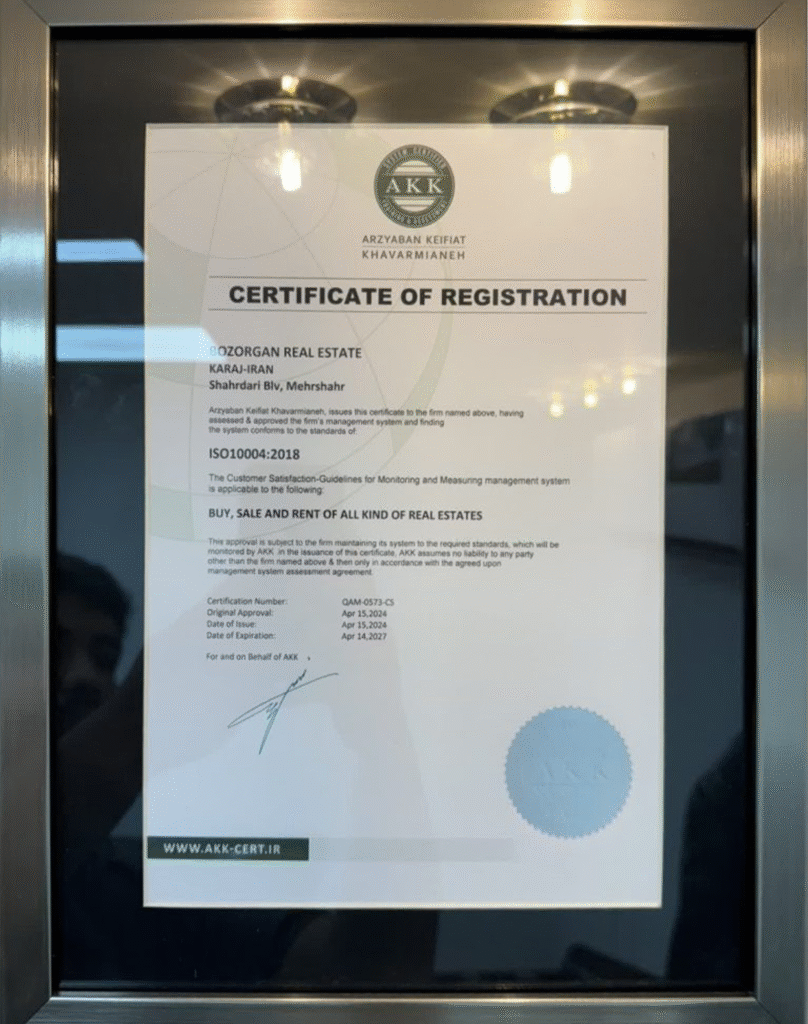 SYSTEM CERTIFIER
AKK
TRAINING & ASSESSMENT
ARZYABAN KEIFIAT
KHAVARMIANEH
CERTIFICATE OF REGISTRATION
BOZORGAN REAL ESTATE
KARAJ-IRAN
Shahrdari Blv, Mehrshahr
Arzyaban Keifiat Khavarmianeh, issues this certificate to the firm named above, having
assessed & approved the firm's management system and finding
the system conforms to the standards of:
ISO10004:2018
The Customer Satisfaction-Guidelines for Monitoring and Measuring management system
is applicable to the following:
BUY, SALE AND RENT OF ALL KIND OF REAL ESTATES
This approval is subject to the firm maintaining its system to the required standards, which will be
monitored by AKK in the issuance of this certificate, AKK assumes no liability to any party
other than the firm named above & then only in accordance with the agreed upon
management system assessment agreement.
Certification Number: QAM-0573-CS
Original Approval: Apr 15,2024
Date of Issue: Apr 15,2024
Date of Expiration: Apr 14,2027
For and on Behalf of AKK
AKK
WWW.AKK-CERT.IR